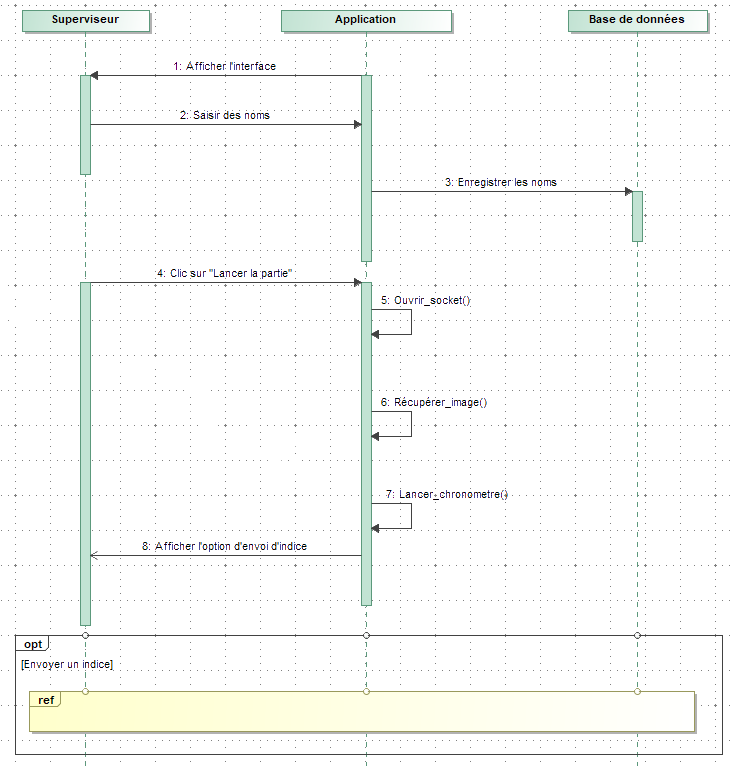 Superviseur
Application
Base de données
1: Afficher l'interface
2: Saisir des noms
3: Enregistrer les noms
4: Clic sur "Lancer la partie"
5: Ouvrir_socket()
6: Récupérer_image()
7: Lancer_chronometre()
8: Afficher l'option d'envoi d'indice
opt
[Envoyer un indice]
ref